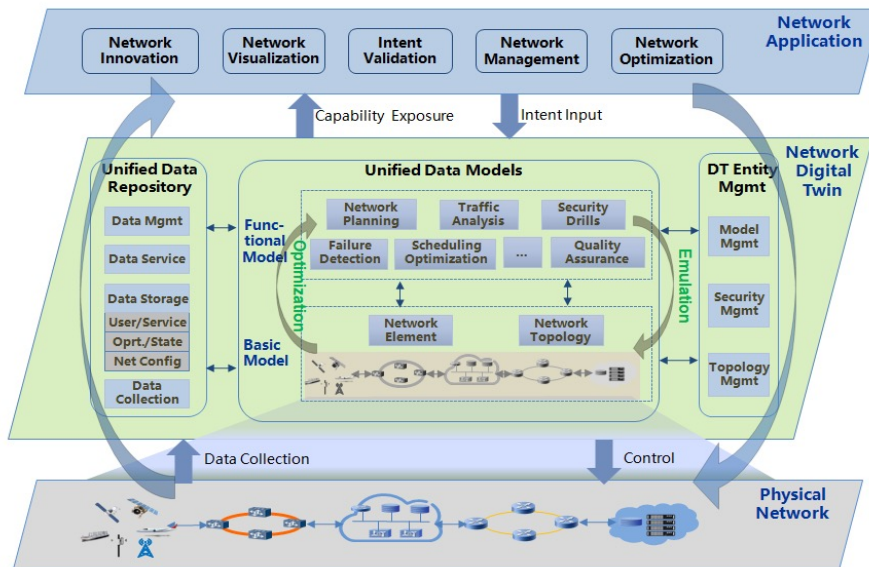 Network
Application
Network
Innovation
Network
Visualization
Intent
Validation
Network
Management
Network
Optimization
Capability Exposure
Intent Input
Network
Digital
Twin
Unified Data
Repository
Data Mgmt
Data Service
Data Storage
User/Service
Oprt./State
Net Config
Data
Collection
Unified Data Models
Func-
tional
Model
Network
Planning
Traffic
Analysis
Security
Drills
Failure
Detection
Scheduling
Optimization
...
Quality
Assurance
Optimization
Emulation
Basic
Model
Network
Element
Network
Topology
DT Entity
Mgmt
Model
Mgmt
Security
Mgmt
Topology
Mgmt
Data Collection
Control
Physical
Network